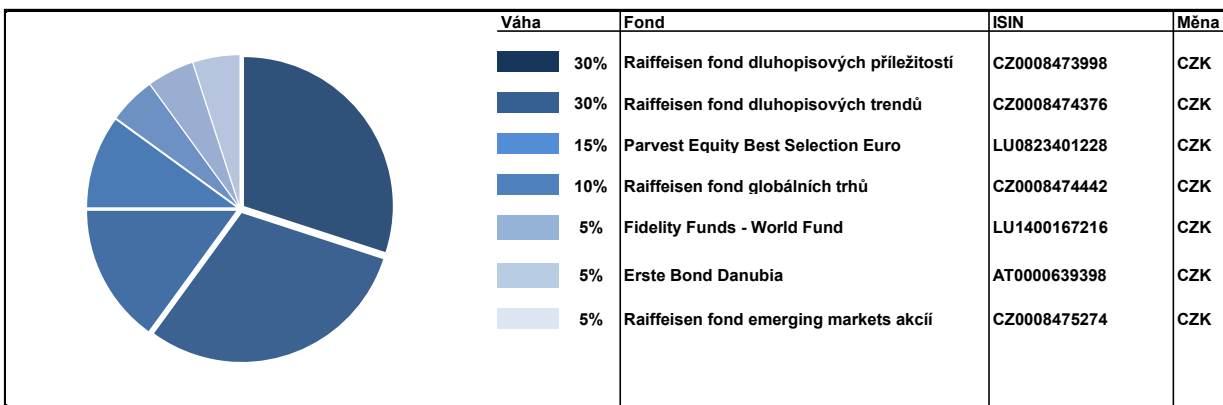 Váha Fond ISIN Měna
30% Raiffeisen fond dluhopisových příležitostí CZ0008473998 CZK
30% Raiffeisen fond dluhopisových trendů CZ0008474376 CZK
15% Parvest Equity Best Selection Euro LU0823401228 CZK
10% Raiffeisen fond globálních trhů CZ0008474442 CZK
5% Fidelity Funds - World Fund LU1400167216 CZK
5% Erste Bond Danubia AT0000639398 CZK
5% Raiffeisen fond emerging markets akcíí CZ0008475274 CZK